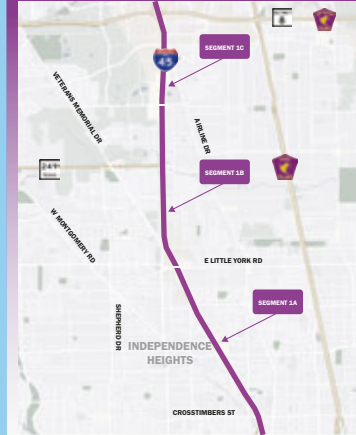 SEGMENT 1C
45
VETERANS MEMORIAL DR
AIRLINE DR
249
SEGMENT 1B
W MONTGOMERY RD
E LITTLE YORK RD
SEGMENT 1A
SHEPHERD DR
INDEPENDENCE
HEIGHTS
CROSSTIMBERS ST